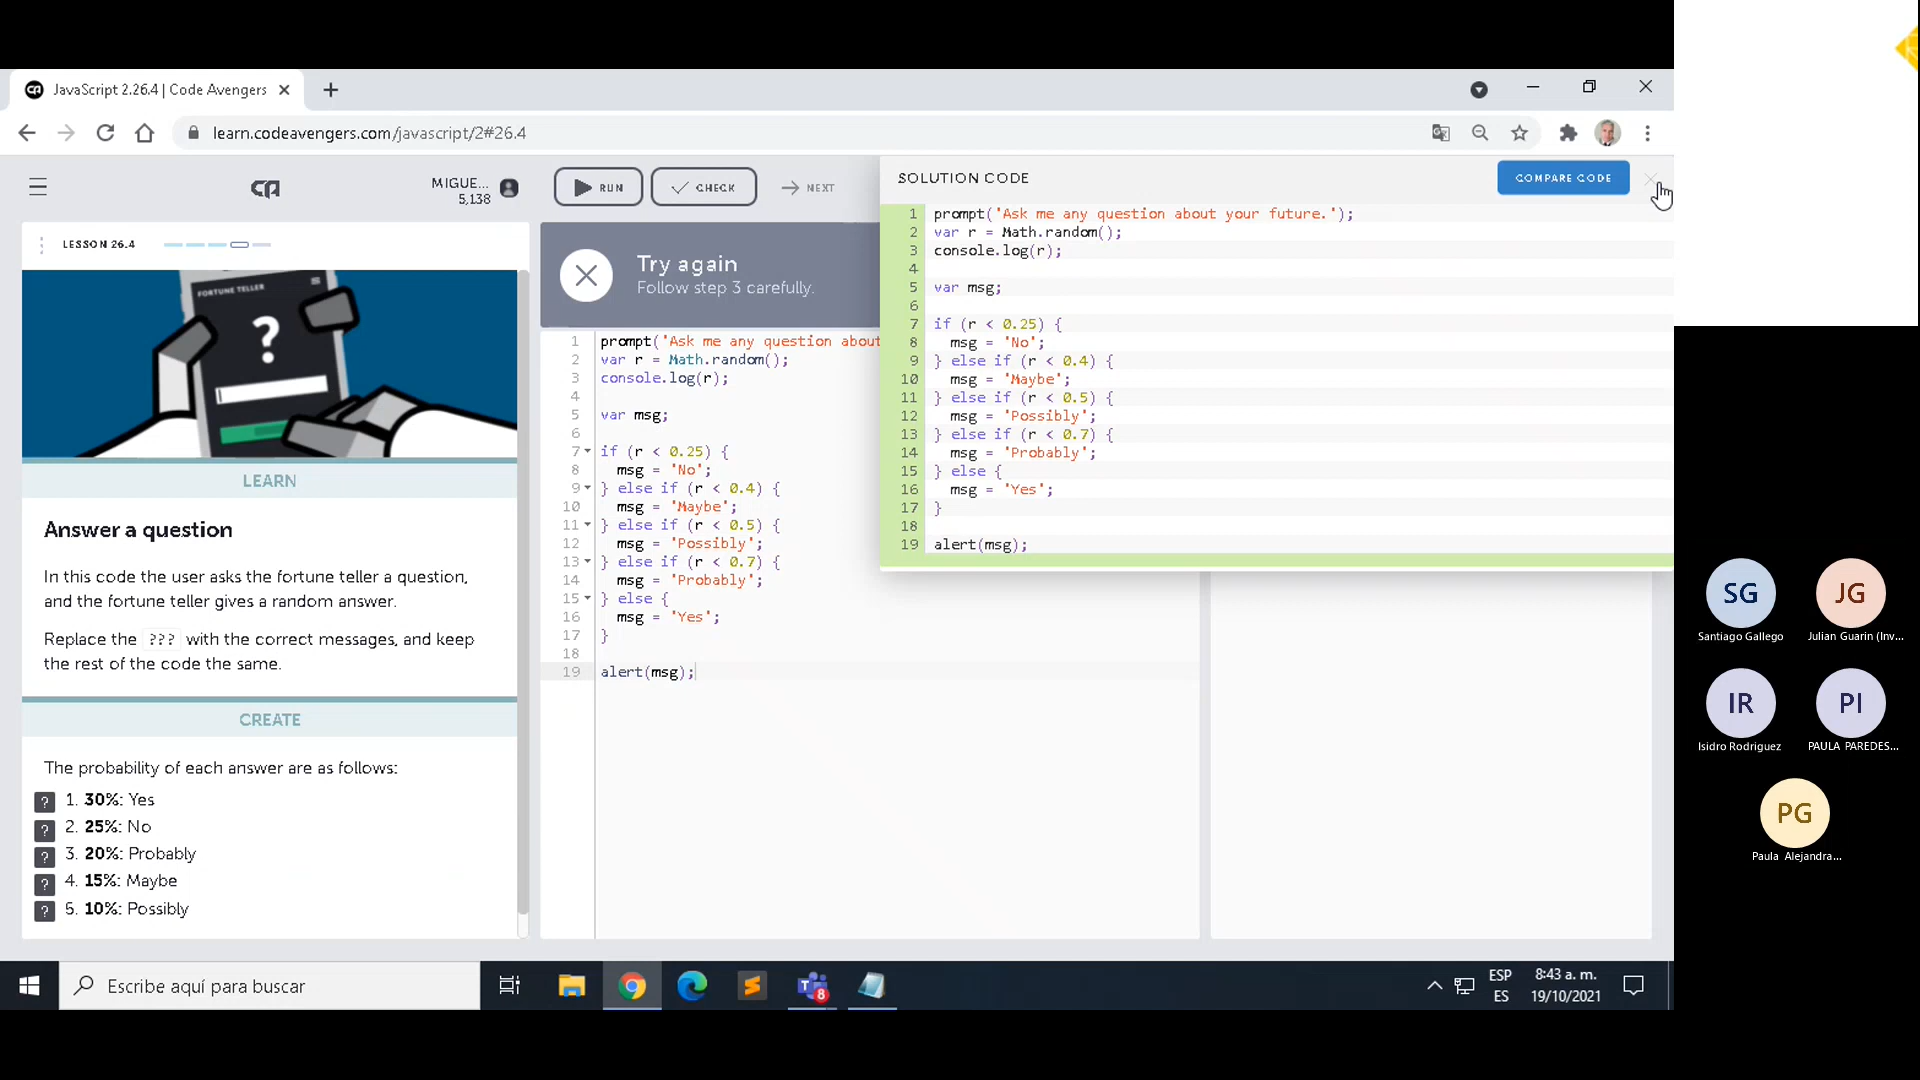 JavaScript 2.26.4 | Code Avengers
learn.codeavengers.com/javascript/2#26.4
MIGUE...
5,138
RUN
CHECK
NEXT
LESSON 26.4
FORTUNE TELLER
?
LEARN
Answer a question
In this code the user asks the fortune teller a question,
and the fortune teller gives a random answer.
Replace the ??? with the correct messages, and keep
the rest of the code the same.
CREATE
The probability of each answer are as follows:
? 1. 30%: Yes
? 2. 25%: No
? 3. 20%: Probably
? 4. 15%: Maybe
? 5. 10%: Possibly
Try again
Follow step 3 carefully.
1 prompt('Ask me any question about
2 var r = Math.random();
3 console.log(r);
4
5 var msg;
6
7 if (r < 0.25) {
8 msg = 'No';
9 } else if (r < 0.4) {
10 msg = 'Maybe';
11 } else if (r < 0.5) {
12 msg = 'Possibly';
13 } else if (r < 0.7) {
14 msg = 'Probably';
15 } else {
16 msg = 'Yes';
17 }
18
19 alert(msg);
SOLUTION CODE
COMPARE CODE
1 prompt('Ask me any question about your future.');
2 var r = Math.random();
3 console.log(r);
4
5 var msg;
6
7 if (r < 0.25) {
8 msg = 'No';
9 } else if (r < 0.4) {
10 msg = 'Maybe';
11 } else if (r < 0.5) {
12 msg = 'Possibly';
13 } else if (r < 0.7) {
14 msg = 'Probably';
15 } else {
16 msg = 'Yes';
17 }
18
19 alert(msg);
SG
Santiago Gallego
JG
Julian Guarin (Inv...
IR
Isidro Rodriguez
PI
PAULA PAREDES...
PG
Paula Alejandra...
Escribe aquí para buscar
8
ESP
ES
8:43 a. m.
19/10/2021